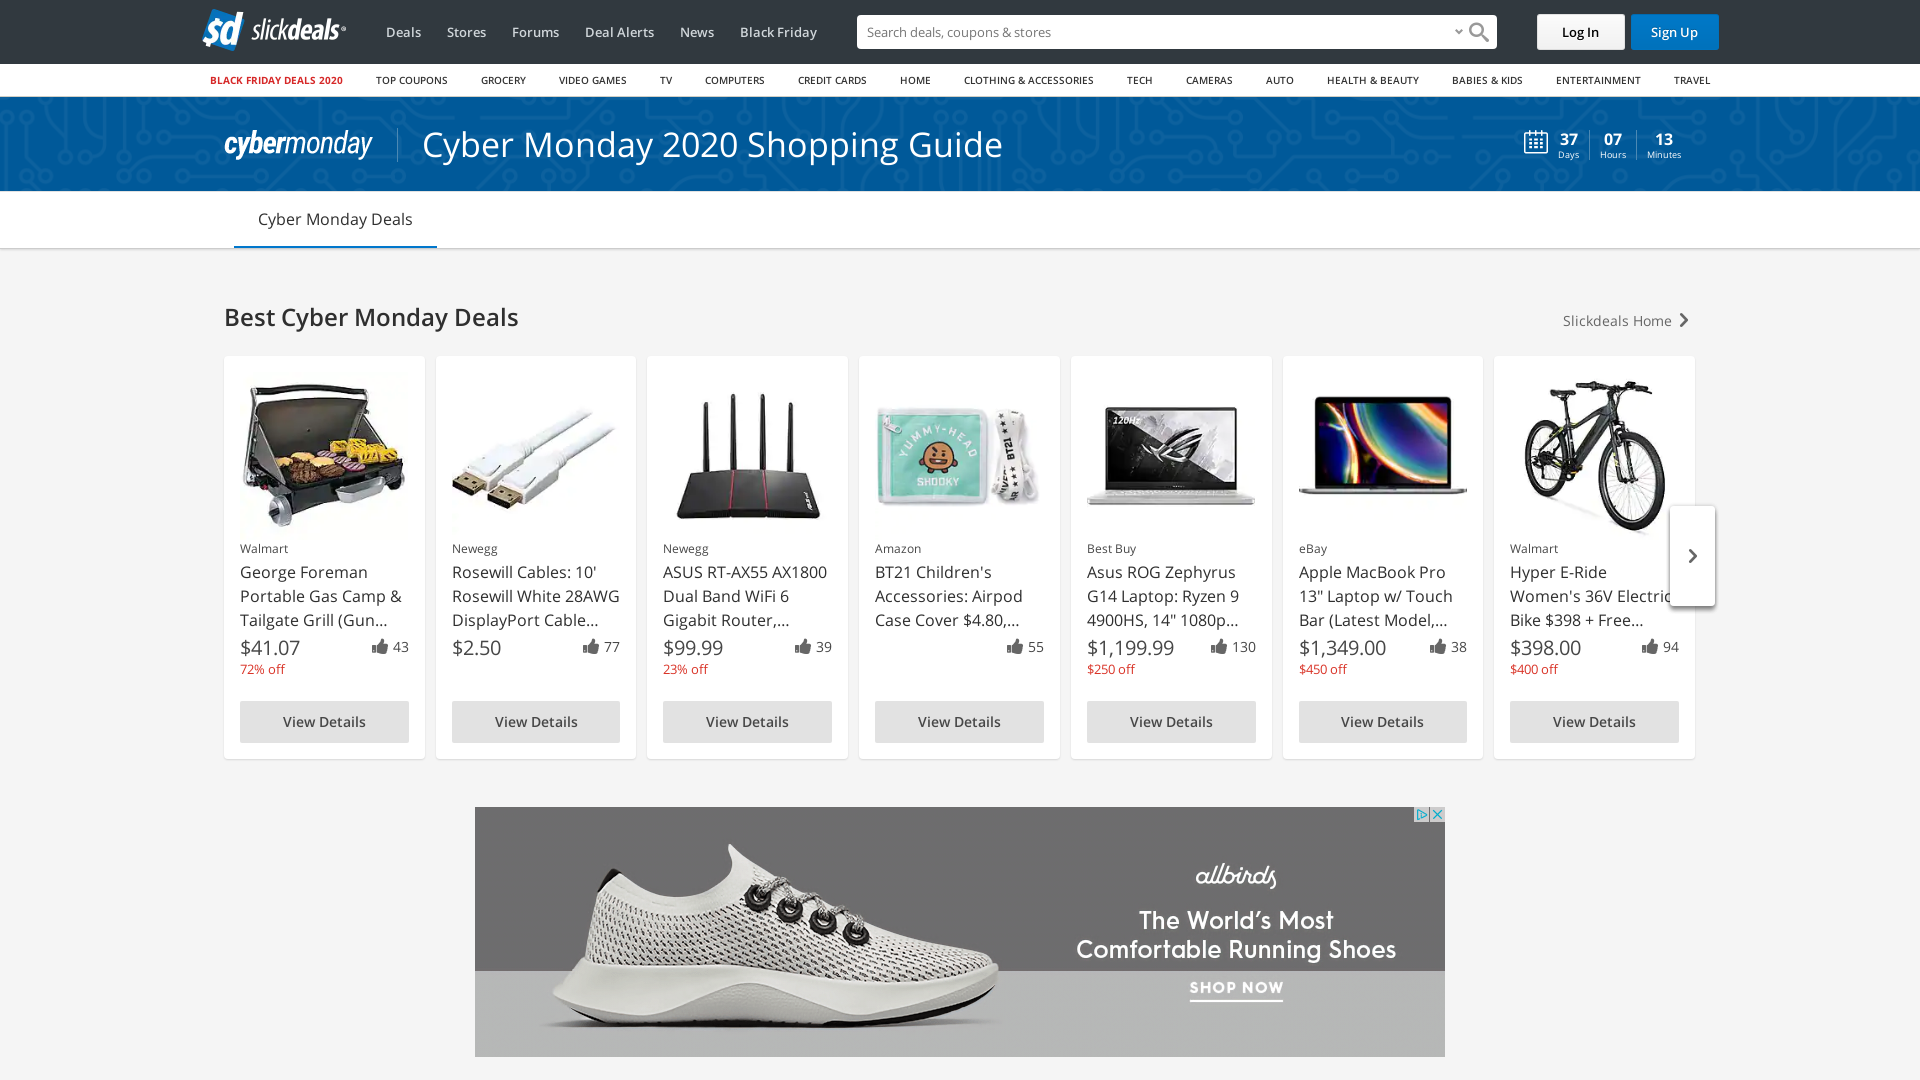 sd slickdeals
Deals
Stores
Forums
Deal Alerts
News
Black Friday
Search deals, coupons & stores
Log In
Sign Up
BLACK FRIDAY DEALS 2020
TOP COUPONS
GROCERY
VIDEO GAMES
TV
COMPUTERS
CREDIT CARDS
HOME
CLOTHING & ACCESSORIES
TECH
CAMERAS
AUTO
HEALTH & BEAUTY
BABIES & KIDS
ENTERTAINMENT
TRAVEL
cybermonday
Cyber Monday 2020 Shopping Guide
37 07 13
Days Hours Minutes
Cyber Monday Deals
Best Cyber Monday Deals
Slickdeals Home
Walmart
George Foreman
Portable Gas Camp &
Tailgate Grill (Gun...
$41.07
43
72% off
View Details
Newegg
Rosewill Cables: 10'
Rosewill White 28AWG
DisplayPort Cable...
$2.50
77
View Details
Newegg
ASUS RT-AX55 AX1800
Dual Band WiFi 6
Gigabit Router,...
$99.99
39
23% off
View Details
YUMMY-HEAD
SHOOKY
BT21
Amazon
BT21 Children's
Accessories: Airpod
Case Cover $4.80,...
55
View Details
120Hz
Best Buy
Asus ROG Zephyrus
G14 Laptop: Ryzen 9
4900HS, 14" 1080p...
$1,199.99
130
$250 off
View Details
eBay
Apple MacBook Pro
13" Laptop w/ Touch
Bar (Latest Model,...
$1,349.00
38
$450 off
View Details
Walmart
Hyper E-Ride
Women's 36V Electric
Bike $398 + Free...
$398.00
94
$400 off
View Details
allbirds
The World's Most
Comfortable Running Shoes
SHOP NOW